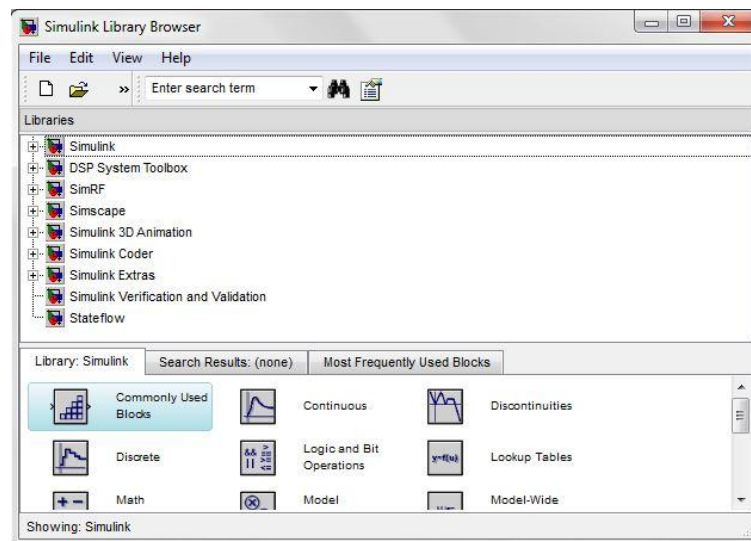 Simulink Library Browser
File Edit View Help
» Enter search term
Libraries
Simulink
DSP System Toolbox
SimRF
Simscape
Simulink 3D Animation
Simulink Coder
Simulink Extras
Simulink Verification and Validation
Stateflow
Library: Simulink Search Results: (none) Most Frequently Used Blocks
Commonly Used Blocks
Continuous
Discontinuities
Discrete
&& > || >= <=
Logic and Bit Operations
y=f(u)
Lookup Tables
+ -
Math
Model
Model-Wide
Showing: Simulink